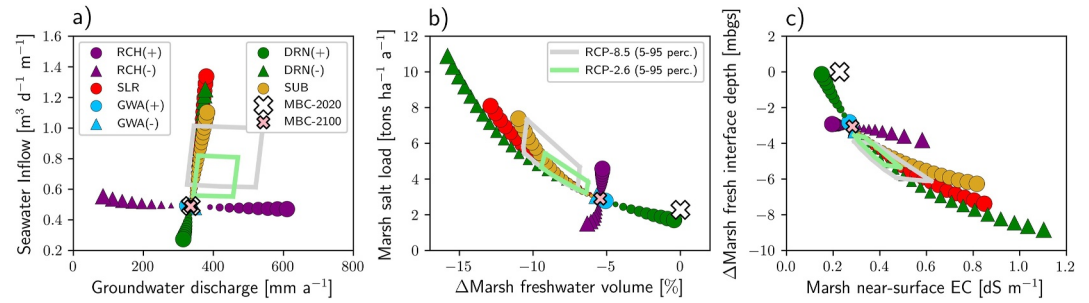 a)
Seawater Inflow [m³ d⁻¹ m⁻¹]
1.6
1.4
1.2
1.0
0.8
0.6
0.4
0.2
RCH(+)
RCH(-)
SLR
GWA(+)
GWA(-)
DRN(+)
DRN(-)
SUB
MBC-2020
MBC-2100
0 200 400 600 800
Groundwater discharge [mm a⁻¹]
b)
Marsh salt load [tons ha⁻¹ a⁻¹]
12
10
8
6
4
2
0
RCP-8.5 (5-95 perc.)
RCP-2.6 (5-95 perc.)
−15 −10 −5 0
ΔMarsh freshwater volume [%]
c)
ΔMarsh fresh interface depth [mbgs]
2
0
−2
−4
−6
−8
−10
0.0 0.2 0.4 0.6 0.8 1.0 1.2
Marsh near-surface EC [dS m⁻¹]